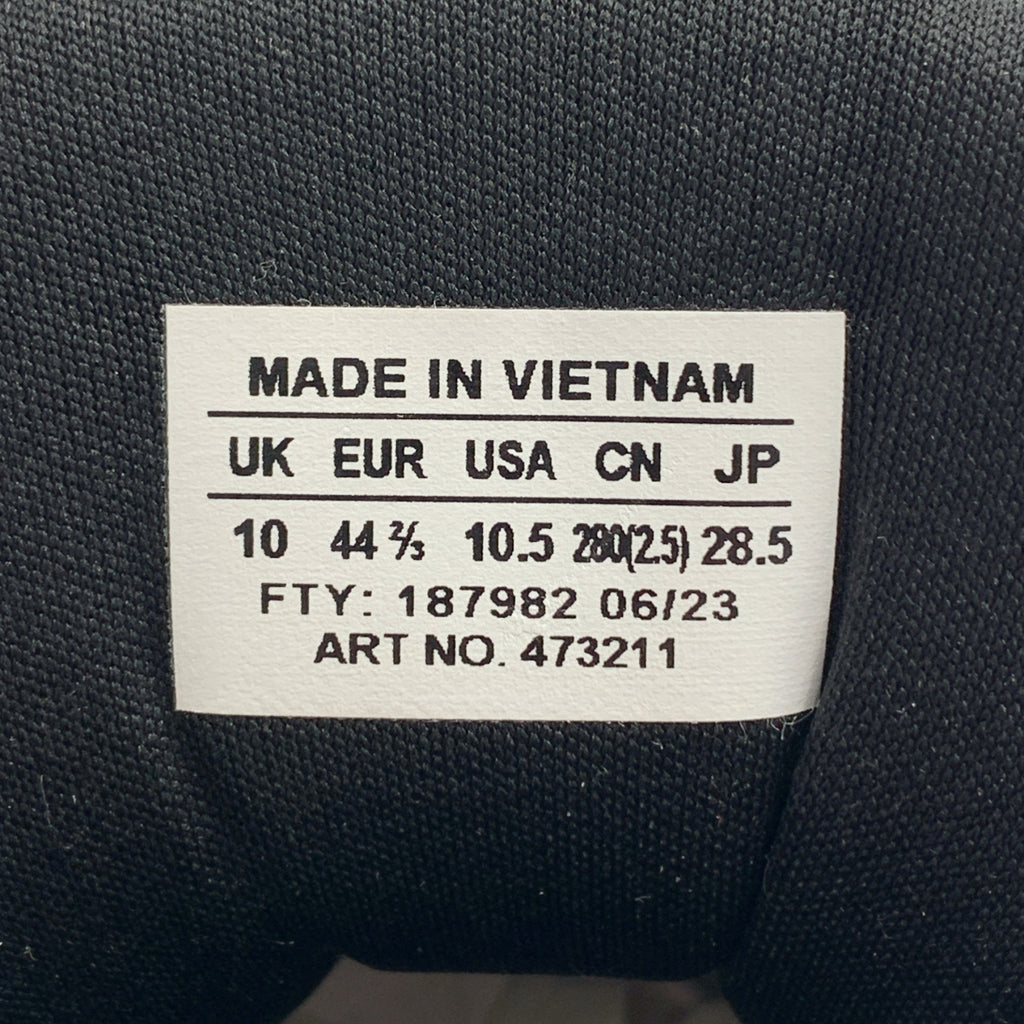 MADE IN VIETNAM
UK EUR USA CN JP
10 44 ⅔ 10.5 280(2.5) 28.5
FTY: 187982 06/23
ART NO. 473211